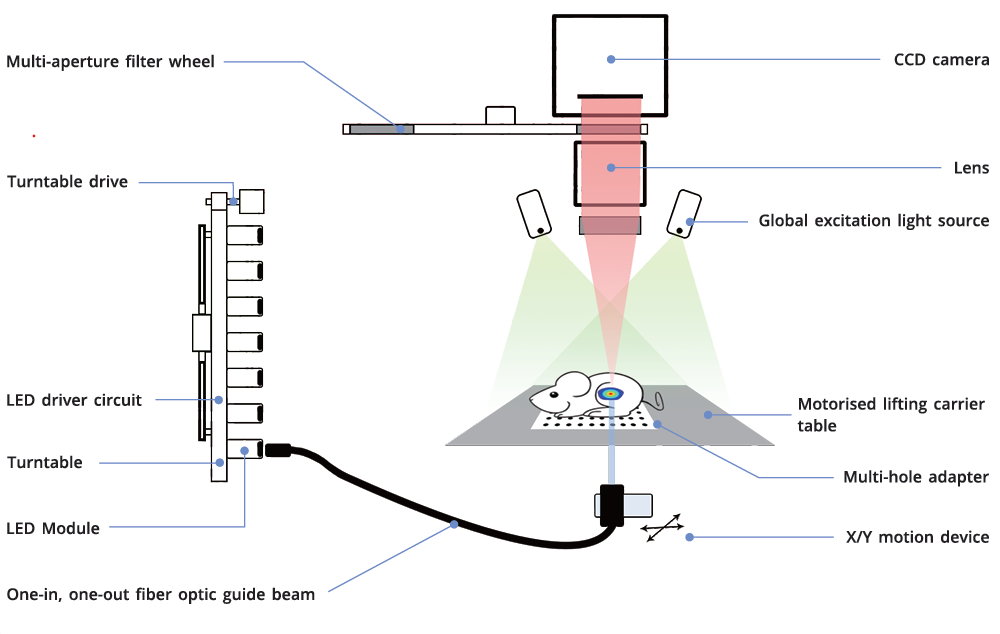 Multi-aperture filter wheel
CCD camera
Turntable drive
Lens
Global excitation light source
LED driver circuit
Motorised lifting carrier
table
Turntable
Multi-hole adapter
LED Module
X/Y motion device
One-in, one-out fiber optic guide beam